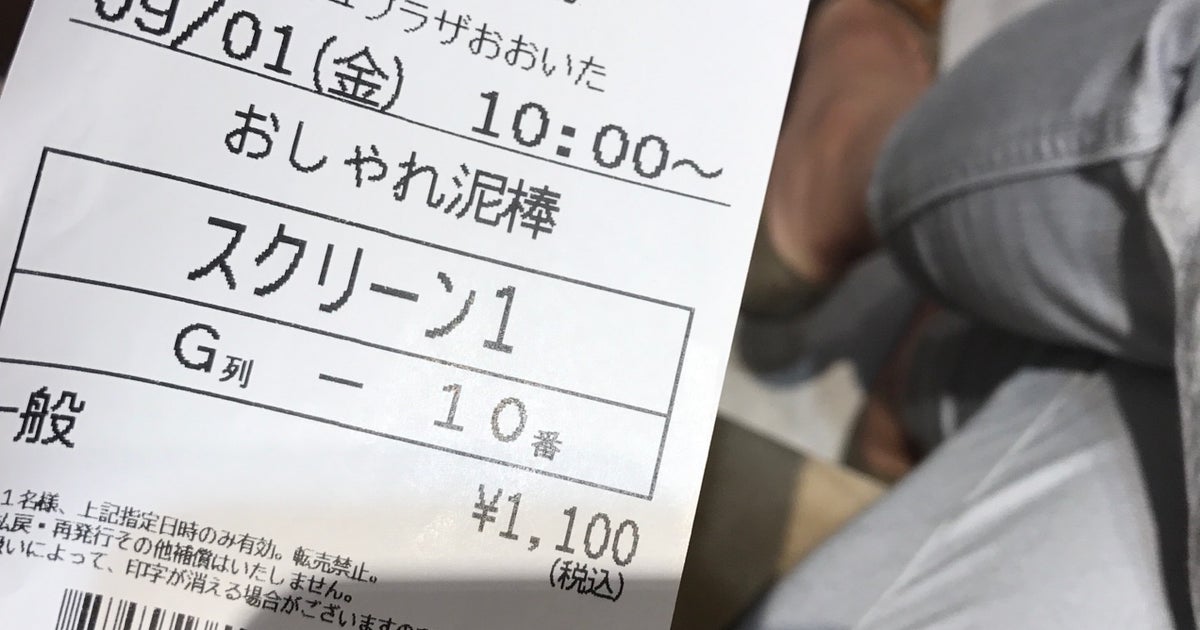 ュプラザおおいた
09/01(金) 10:00~
おしゃれ泥棒
スクリーン1
G列 - 10番
一般
¥1,100
(税込)
1名様、上記指定日時のみ有効。転売禁止。
払戻・再発行その他補償はいたしません。
扱いによって、印字が消える場合がございますので